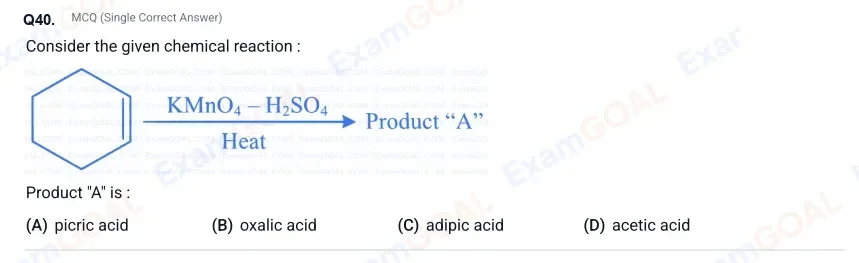 Q40. MCQ (Single Correct Answer)
Consider the given chemical reaction :
KMnO₄ – H₂SO₄
Heat
Product “A”
Product "A" is :
(A) picric acid (B) oxalic acid (C) adipic acid (D) acetic acid
ExamGOAL